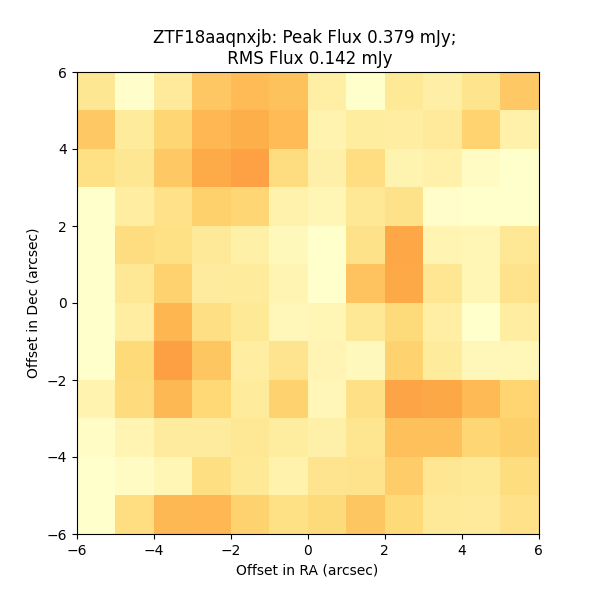 ZTF18aaqnxjb: Peak Flux 0.379 mJy;
RMS Flux 0.142 mJy
6
4
2
0
−2
−4
−6
Offset in Dec (arcsec)
−6 −4 −2 0 2 4 6
Offset in RA (arcsec)